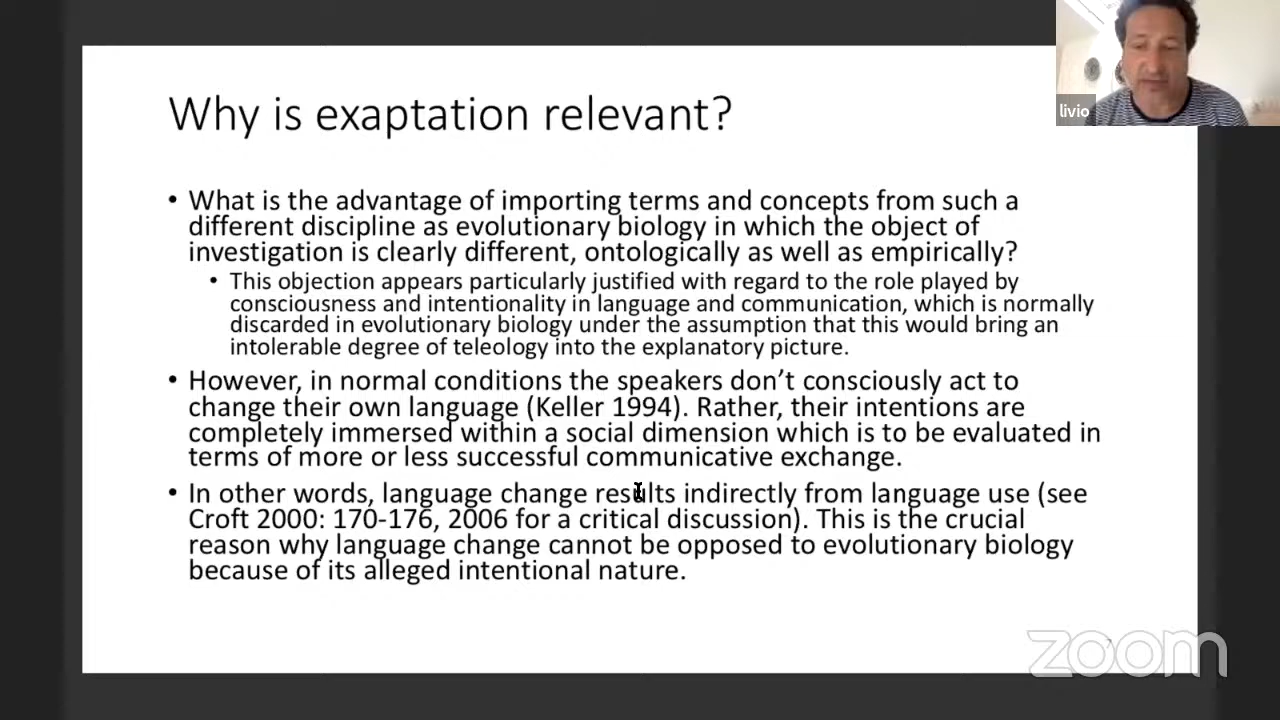 Why is exaptation relevant?
livio
• What is the advantage of importing terms and concepts from such a
different discipline as evolutionary biology in which the object of
investigation is clearly different, ontologically as well as empirically?
• This objection appears particularly justified with regard to the role played by
consciousness and intentionality in language and communication, which is normally
discarded in evolutionary biology under the assumption that this would bring an
intolerable degree of teleology into the explanatory picture.
• However, in normal conditions the speakers don’t consciously act to
change their own language (Keller 1994). Rather, their intentions are
completely immersed within a social dimension which is to be evaluated in
terms of more or less successful communicative exchange.
• In other words, language change results indirectly from language use (see
Croft 2000: 170-176, 2006 for a critical discussion). This is the crucial
reason why language change cannot be opposed to evolutionary biology
because of its alleged intentional nature.
zoom